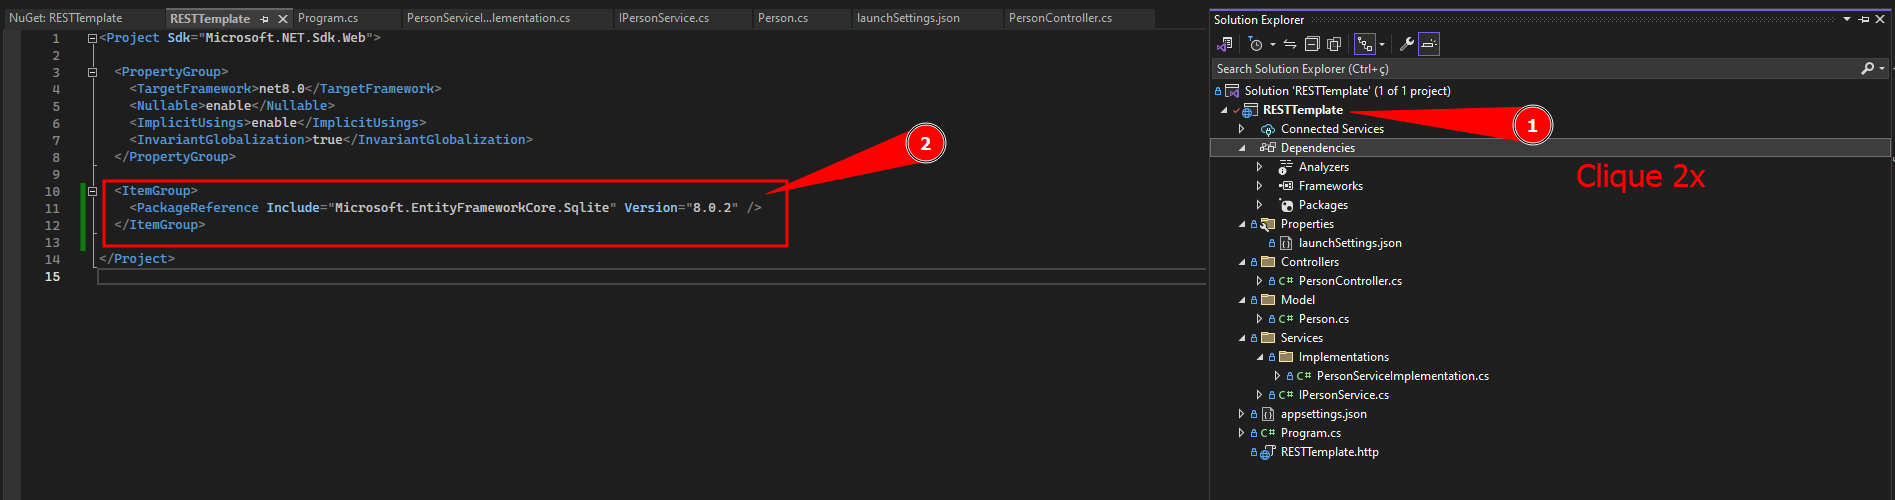 NuGet: RESTTemplate
RESTTemplate
Program.cs
PersonServiceI...lementation.cs
IPersonService.cs
Person.cs
launchSettings.json
PersonController.cs
1 <Project Sdk="Microsoft.NET.Sdk.Web">
2
3 <PropertyGroup>
4 <TargetFramework>net8.0</TargetFramework>
5 <Nullable>enable</Nullable>
6 <ImplicitUsings>enable</ImplicitUsings>
7 <InvariantGlobalization>true</InvariantGlobalization>
8 </PropertyGroup>
9
10 <ItemGroup>
11 <PackageReference Include="Microsoft.EntityFrameworkCore.Sqlite" Version="8.0.2" />
12 </ItemGroup>
13
14 </Project>
15
2
Solution Explorer
Search Solution Explorer (Ctrl+ç)
Solution 'RESTTemplate' (1 of 1 project)
RESTTemplate
1
Connected Services
Dependencies
Analyzers
Clique 2x
Frameworks
Packages
Properties
launchSettings.json
Controllers
C# PersonController.cs
Model
C# Person.cs
Services
Implementations
C# PersonServiceImplementation.cs
C# IPersonService.cs
appsettings.json
C# Program.cs
RESTTemplate.http